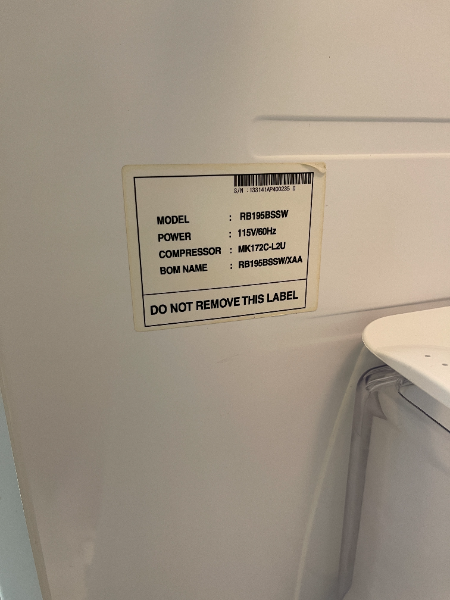 MODEL : RB195BSSW
POWER : 115V/60Hz
COMPRESSOR : MK172C-L2U
BOM NAME : RB195BSSW/XAA
DO NOT REMOVE THIS LABEL